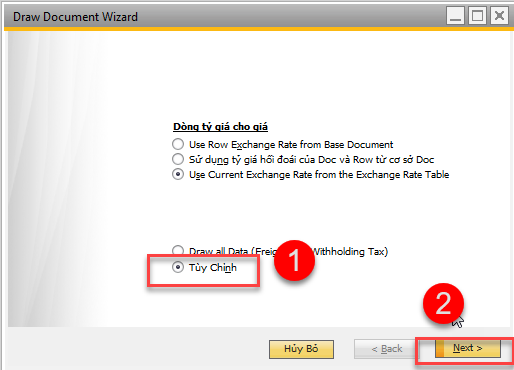 Draw Document Wizard
Dòng tỷ giá cho giá
Use Row Exchange Rate from Base Document
Sử dụng tỷ giá hối đoái của Doc và Row từ cơ sở Doc
Use Current Exchange Rate from the Exchange Rate Table
Draw all Data (Freig Withholding Tax)
1
Tùy Chỉnh
2
Hủy Bỏ
< Back
Next >